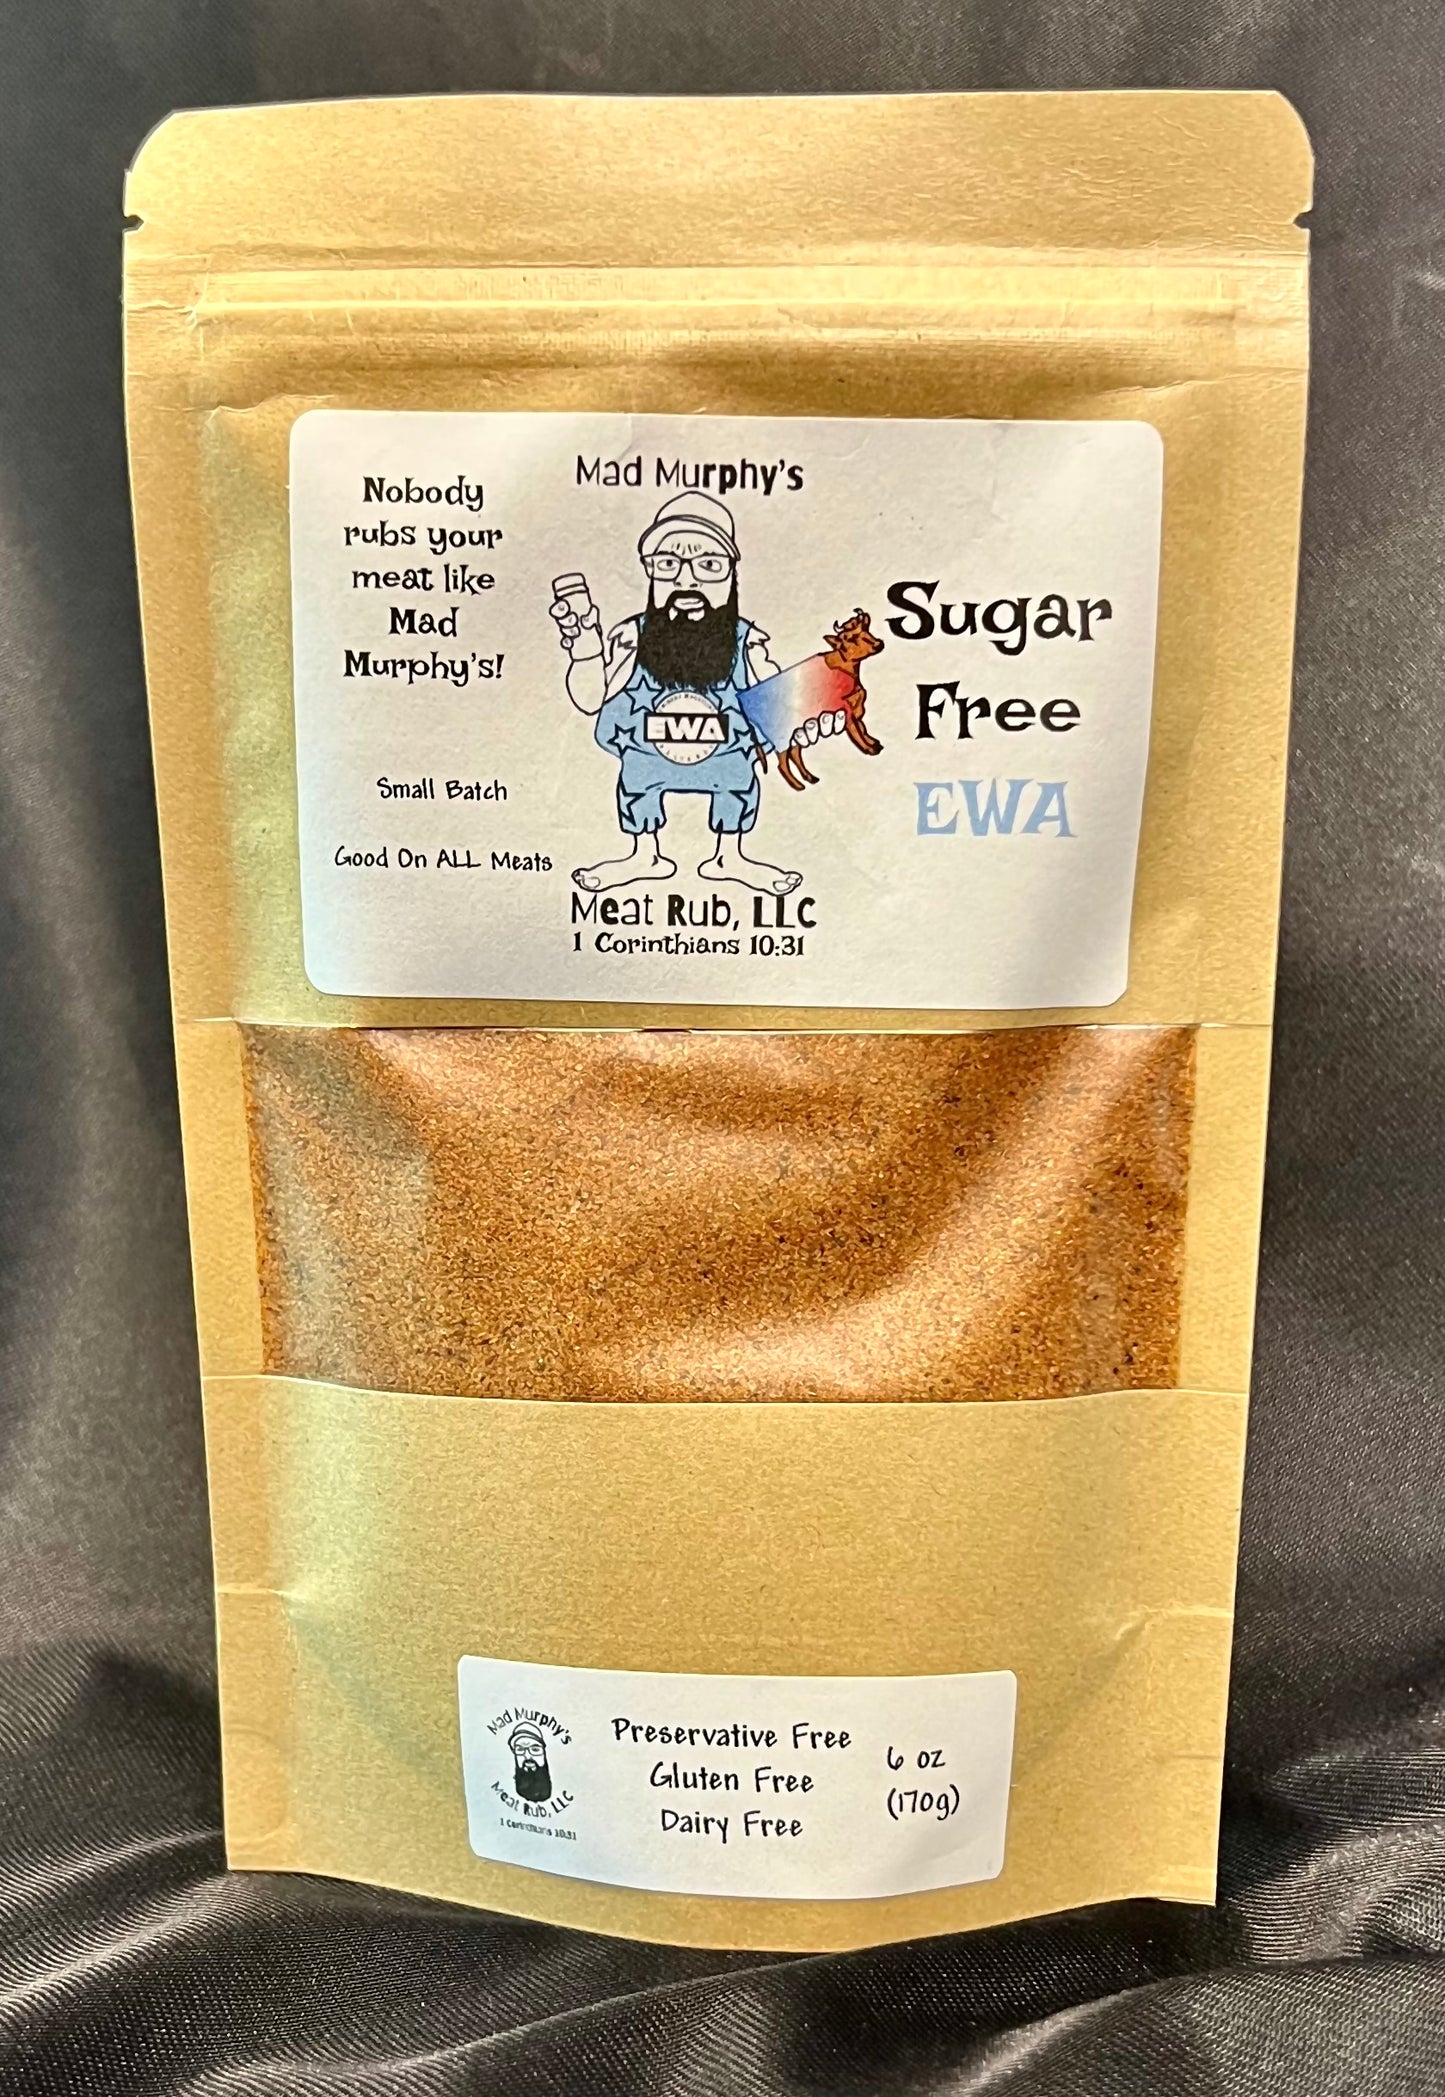 Nobody
rubs your
meat like
Mad
Murphy's!
Small Batch
Good On ALL Meats
Mad Murphy's
EWA
Meat Rub, LLC
1 Corinthians 10:31
Sugar
Free
EWA
Mad Murphy's
Meat Rub, LLC
1 Corinthians 10:31
Preservative Free
Gluten Free
Dairy Free
6 oz
(170g)